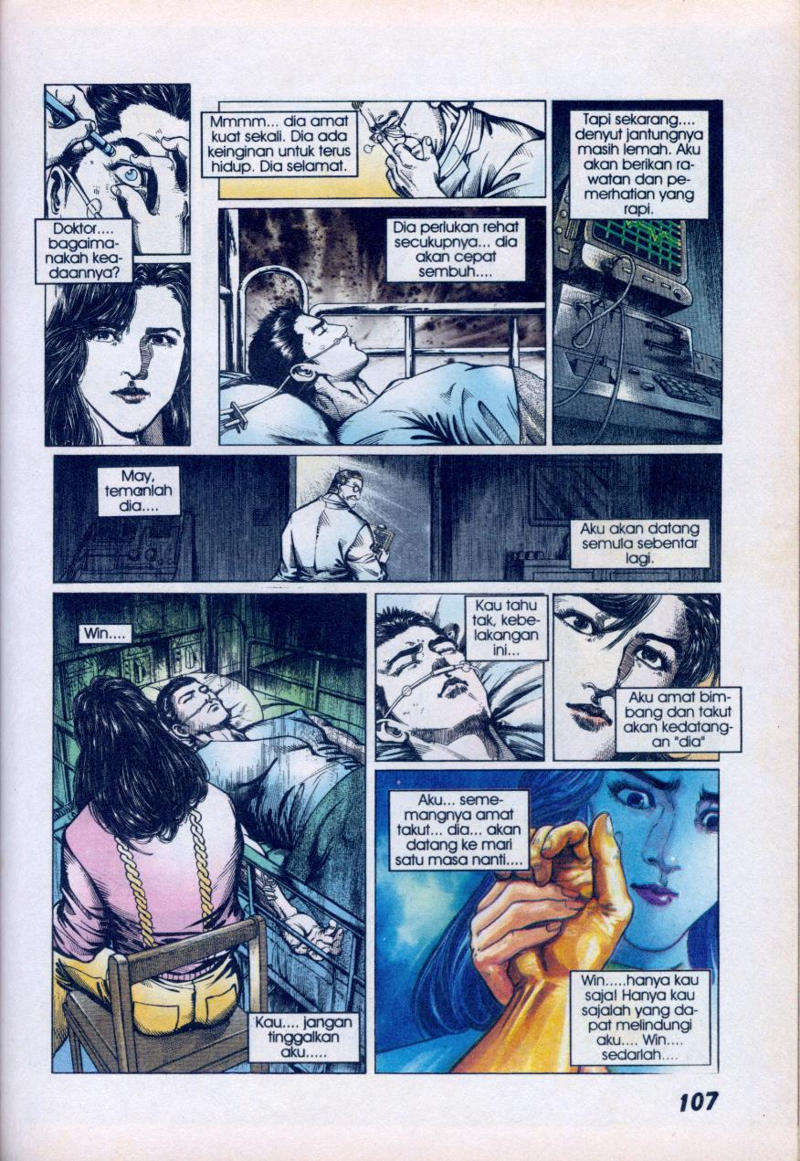 Doktor....
bagaima-
nakah kea-
daannya?
Mmmm... dia amat
kuat sekali. Dia ada
keinginan untuk terus
hidup. Dia selamat.
Dia perlukan rehat
secukupnya... dia
akan cepat
sembuh....
Tapi sekarang....
denyut jantungnya
masih lemah. Aku
akan berikan ra-
watan dan pe-
merhatian yang
rapi.
May,
temanlah
dia....
Aku akan datang
semula sebentar
lagi.
Win....
Kau.... jangan
tinggalkan
aku.....
Kau tahu
tak, kebe-
lakangan
ini...
Aku amat bim-
bang dan takut
akan kedatang-
an "dia"
Aku... seme-
mangnya amat
takut... dia... akan
datang ke mari
satu masa nanti....
Win.....hanya kau
saja! Hanya kau
sajalah yang da-
pat melindungi
aku.... Win....
sedarlah....
107